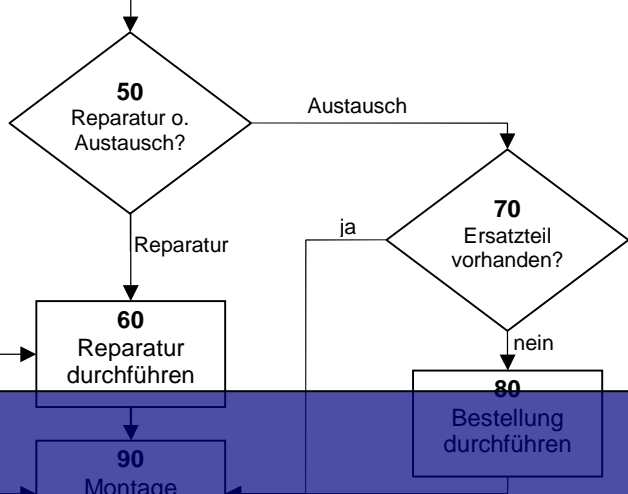 50
Reparatur o.
Austausch?
Austausch
70
Ersatzteil
vorhanden?
ja
Reparatur
60
Reparatur
durchführen
nein
80
Bestellung
durchführen
90
Montage